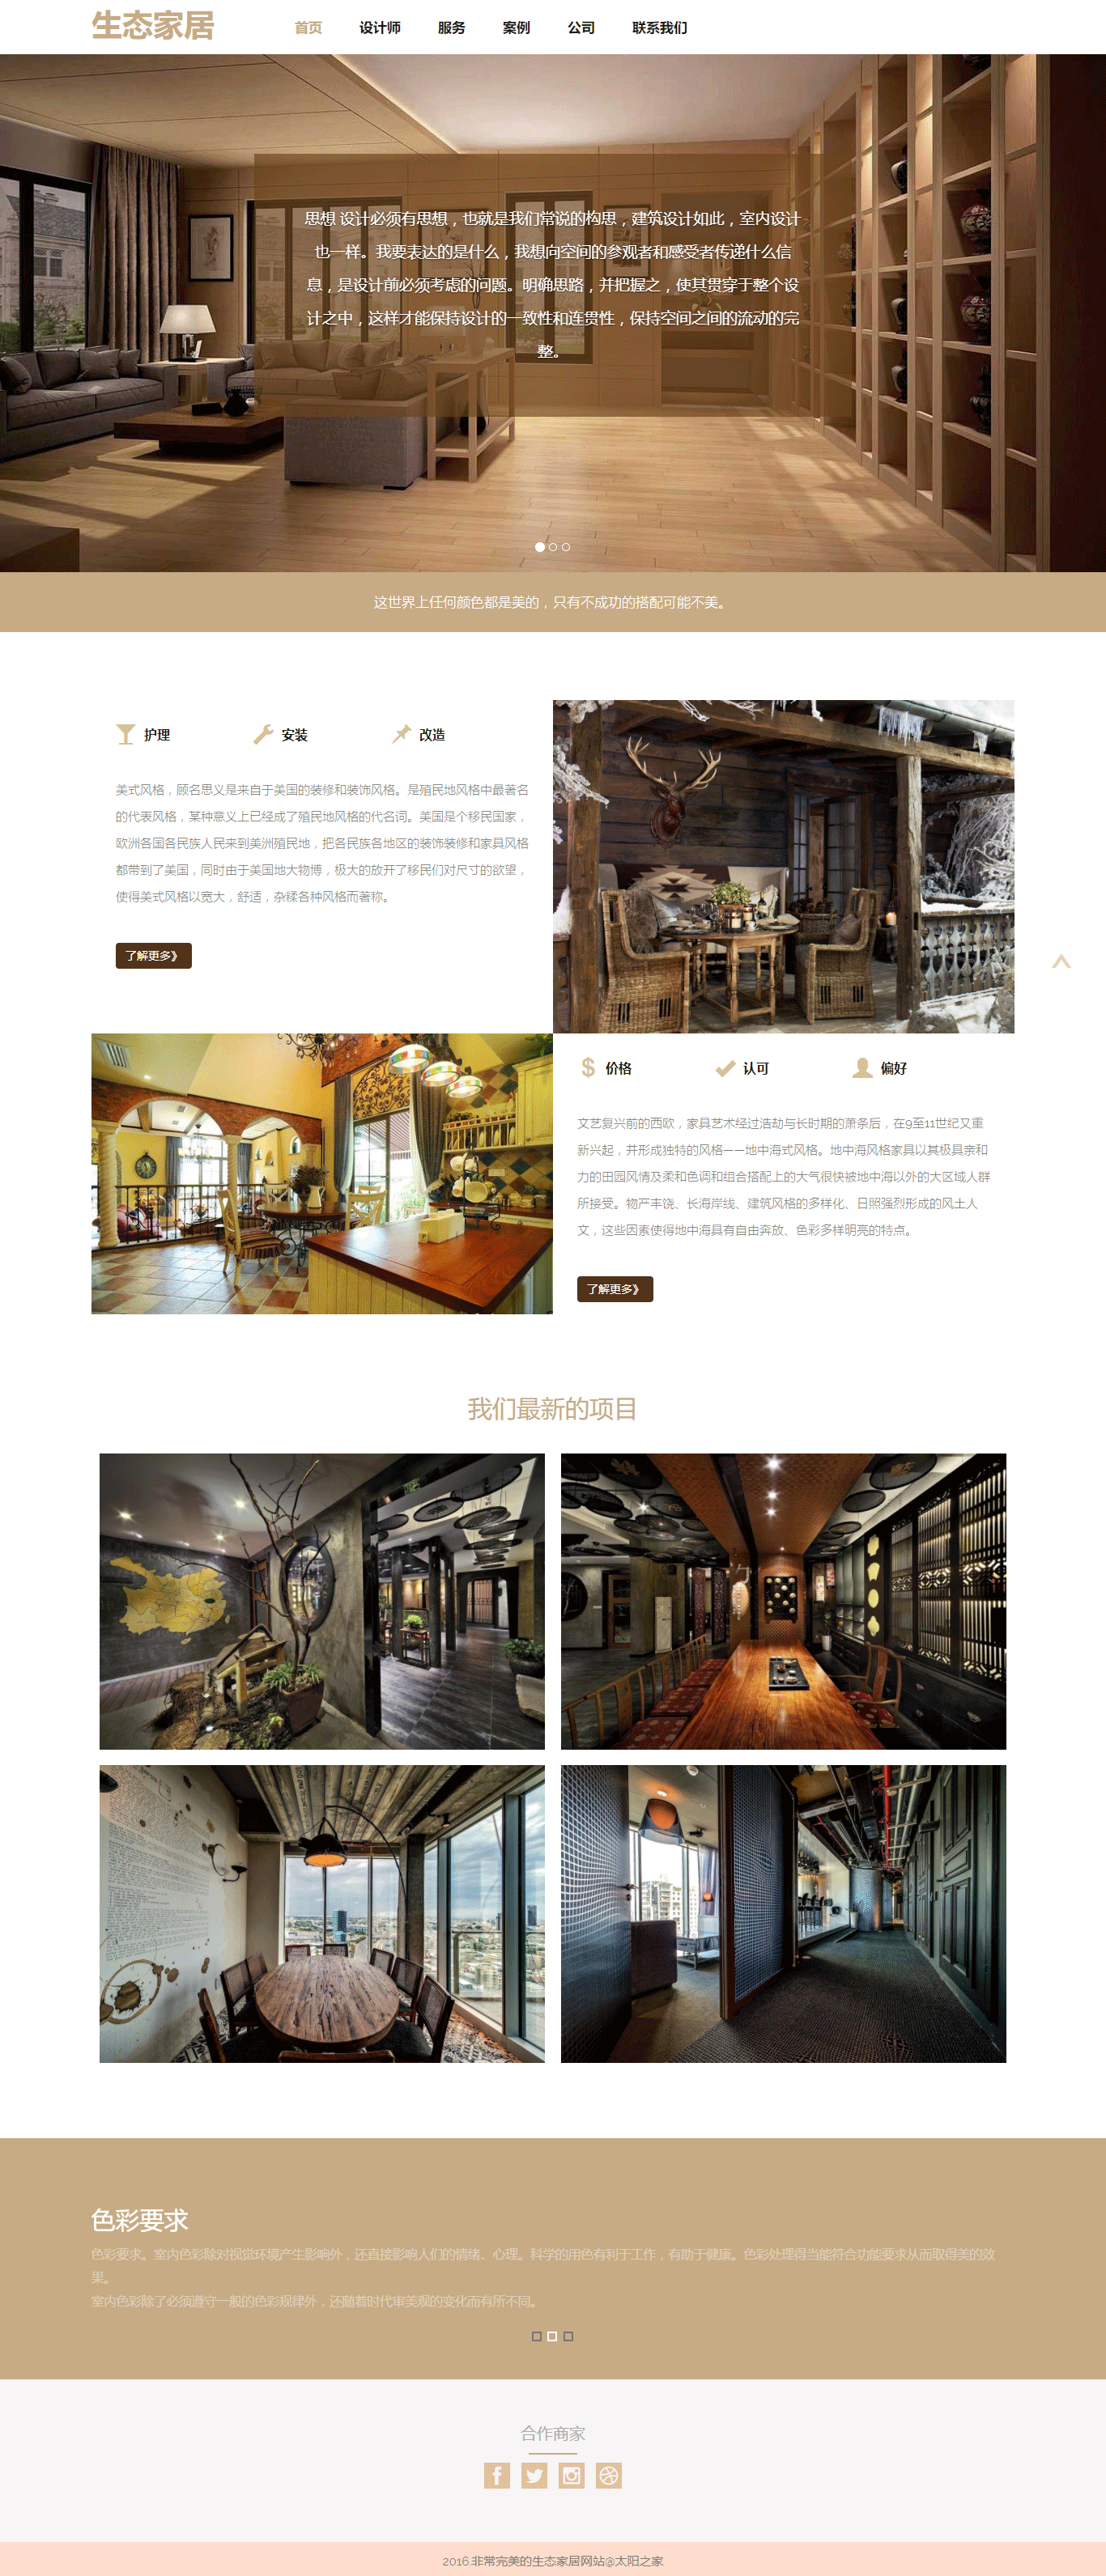 生态家居
首页 设计师 服务 案例 公司 联系我们
思想 设计必须有思想，也就是我们常说的构思，建筑设计如此，室内设计
也一样。我要表达的是什么，我想向空间的参观者和感受者传递什么信
息，是设计前必须考虑的问题。明确思路，并把握之，使其贯穿于整个设
计之中，这样才能保持设计的一致性和连贯性，保持空间之间的流动的完
整。
这世界上任何颜色都是美的，只有不成功的搭配可能不美。
护理 安装 改造
美式风格，顾名思义是来自于美国的装修和装饰风格。是殖民地风格中最著名
的代表风格，某种意义上已经成了殖民地风格的代名词。美国是个移民国家，
欧洲各国各民族人民来到美洲殖民地，把各民族各地区的装饰装修和家具风格
都带到了美国，同时由于美国地大物博，极大的放开了移民们对尺寸的欲望，
使得美式风格以宽大，舒适，杂糅各种风格而著称。
了解更多》
价格 认可 偏好
文艺复兴前的西欧，家具艺术经过浩劫与长时期的萧条后，在9至11世纪又重
新兴起，并形成独特的风格——地中海式风格。地中海风格家具以其极具亲和
力的田园风情及柔和色调和组合搭配上的大气很快被地中海以外的大区域人群
所接受。物产丰饶、长海岸线、建筑风格的多样化、日照强烈形成的风土人
文，这些因素使得地中海具有自由奔放、色彩多样明亮的特点。
了解更多》
我们最新的项目
色彩要求
色彩要求。室内色彩除对视觉环境产生影响外，还直接影响人们的情绪、心理。科学的用色有利于工作，有助于健康。色彩处理得当能符合功能要求从而取得美的效
果。
室内色彩除了必须遵守一般的色彩规律外，还随着时代审美观的变化而有所不同。
合作商家
2016.非常完美的生态家居网站@太阳之家